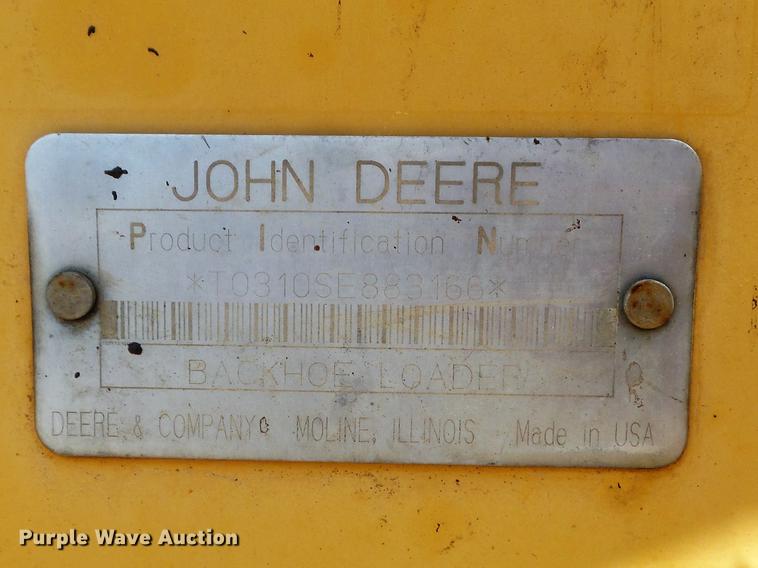 JOHN DEERE
Product Identification Number
*T0310SE883166*
BACKHOE LOADER
DEERE & COMPANY MOLINE, ILLINOIS Made in USA
Purple Wave Auction